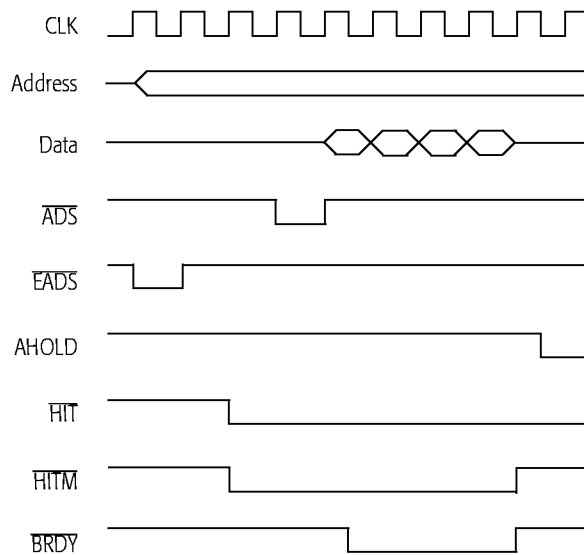 CLK
Address
Data
ADS
EADS
AHOLD
HIT
HITM
BRDY